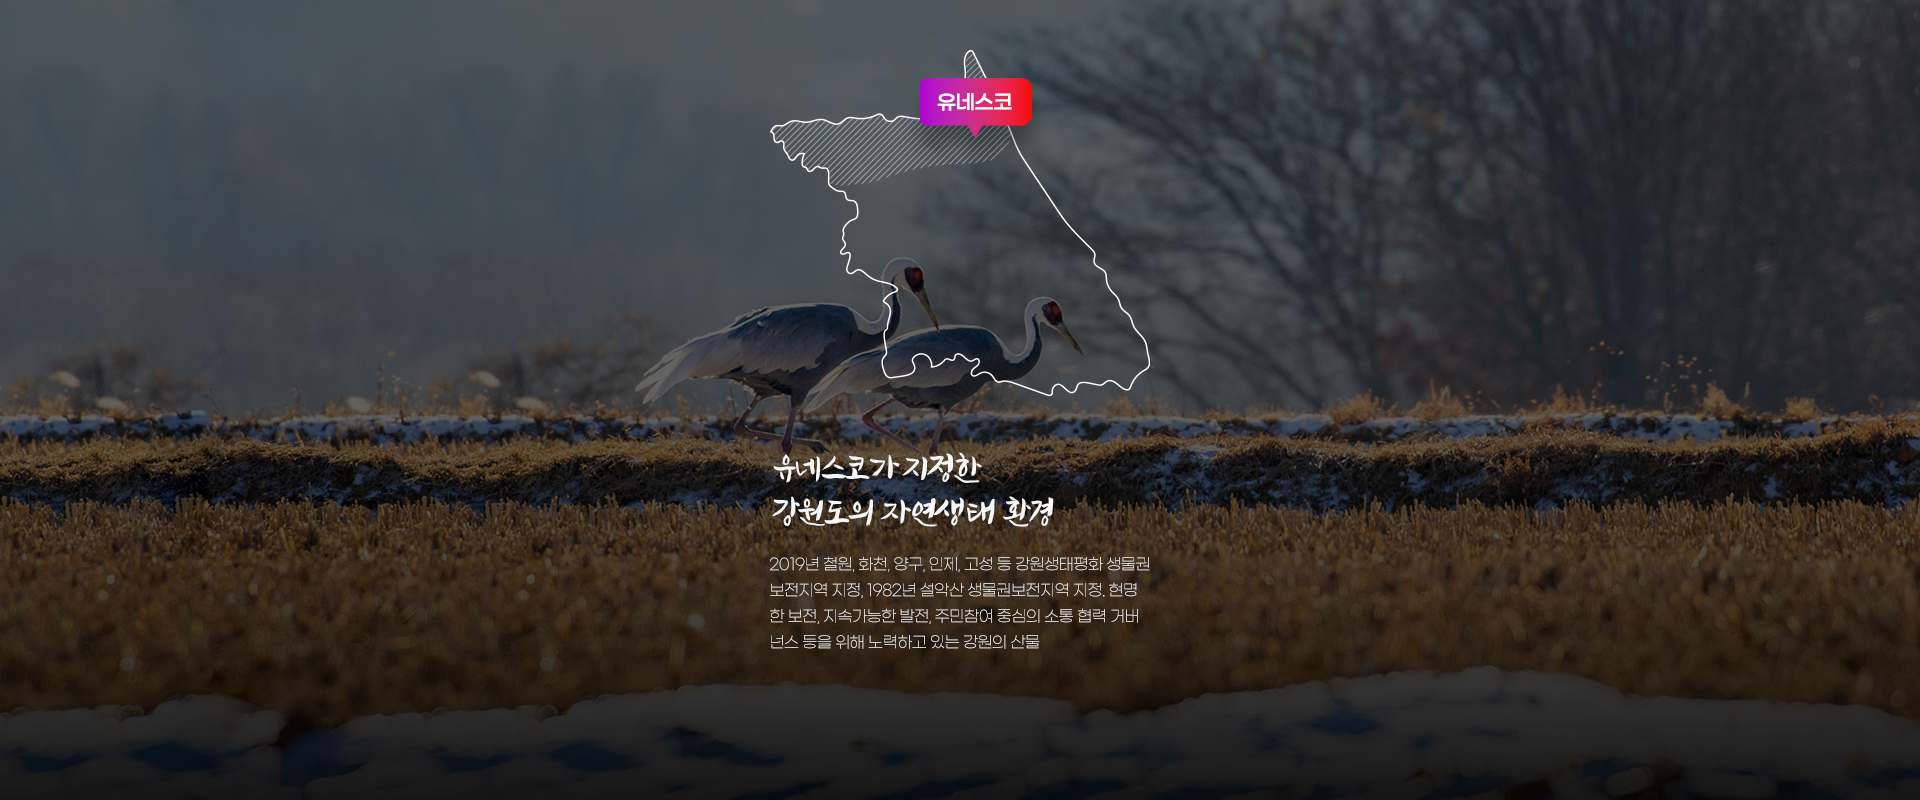 유네스코
유네스코가 지정한
강원도의 자연생태 환경
2019년 철원, 화천, 양구, 인제, 고성 등 강원생태평화 생물권
보전지역 지정, 1982년 설악산 생물권보전지역 지정. 현명
한 보전, 지속가능한 발전, 주민참여 중심의 소통 협력 거버
넌스 등을 위해 노력하고 있는 강원의 산물